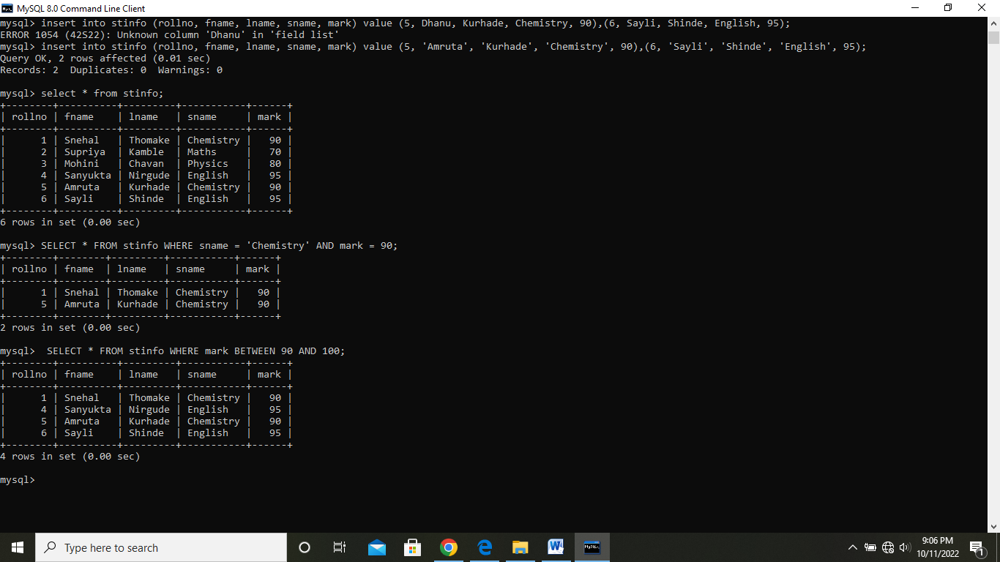 MySQL 8.0 Command Line Client
mysql> insert into stinfo (rollno, fname, lname, sname, mark) value (5, Dhanu, Kurhade, Chemistry, 90),(6, Sayli, Shinde, English, 95);
ERROR 1054 (42S22): Unknown column 'Dhanu' in 'field list'
mysql> insert into stinfo (rollno, fname, lname, sname, mark) value (5, 'Amruta', 'Kurhade', 'Chemistry', 90),(6, 'Sayli', 'Shinde', 'English', 95);
Query OK, 2 rows affected (0.01 sec)
Records: 2  Duplicates: 0  Warnings: 0
mysql> select * from stinfo;
+--------+----------+---------+-----------+------+
| rollno | fname    | lname   | sname     | mark |
+--------+----------+---------+-----------+------+
|      1 | Snehal   | Thomake | Chemistry |   90 |
|      2 | Supriya  | Kamble  | Maths     |   70 |
|      3 | Mohini   | Chavan  | Physics   |   80 |
|      4 | Sanyukta | Nirgude | English   |   95 |
|      5 | Amruta   | Kurhade | Chemistry |   90 |
|      6 | Sayli    | Shinde  | English   |   95 |
+--------+----------+---------+-----------+------+
6 rows in set (0.00 sec)
mysql> SELECT * FROM stinfo WHERE sname = 'Chemistry' AND mark = 90;
+--------+--------+---------+-----------+------+
| rollno | fname  | lname   | sname     | mark |
+--------+--------+---------+-----------+------+
|      1 | Snehal | Thomake | Chemistry |   90 |
|      5 | Amruta | Kurhade | Chemistry |   90 |
+--------+--------+---------+-----------+------+
2 rows in set (0.00 sec)
mysql>  SELECT * FROM stinfo WHERE mark BETWEEN 90 AND 100;
+--------+----------+---------+-----------+------+
| rollno | fname    | lname   | sname     | mark |
+--------+----------+---------+-----------+------+
|      1 | Snehal   | Thomake | Chemistry |   90 |
|      4 | Sanyukta | Nirgude | English   |   95 |
|      5 | Amruta   | Kurhade | Chemistry |   90 |
|      6 | Sayli    | Shinde  | English   |   95 |
+--------+----------+---------+-----------+------+
4 rows in set (0.00 sec)
mysql>
Type here to search
9:06 PM
10/11/2022
1